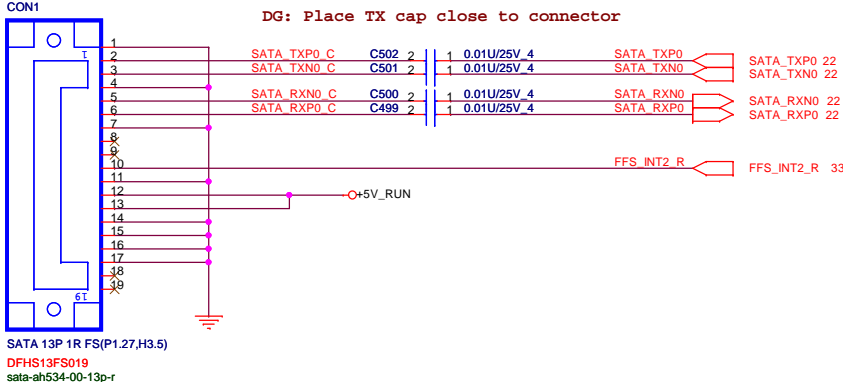 CON1
DG: Place TX cap close to connector
1
1
2 SATA_TXP0_C C502 2 1 0.01U/25V_4 SATA_TXP0 SATA_TXP0 22
3 SATA_TXN0_C C501 2 1 0.01U/25V_4 SATA_TXN0 SATA_TXN0 22
4
5 SATA_RXN0_C C500 2 1 0.01U/25V_4 SATA_RXN0 SATA_RXN0 22
6 SATA_RXP0_C C499 2 1 0.01U/25V_4 SATA_RXP0 SATA_RXP0 22
7
8
9
10 FFS_INT2_R FFS_INT2_R 33
11
12 +5V_RUN
13
14
15
16
17
18
19
19
SATA 13P 1R FS(P1.27,H3.5)
DFHS13FS019
sata-ah534-00-13p-r